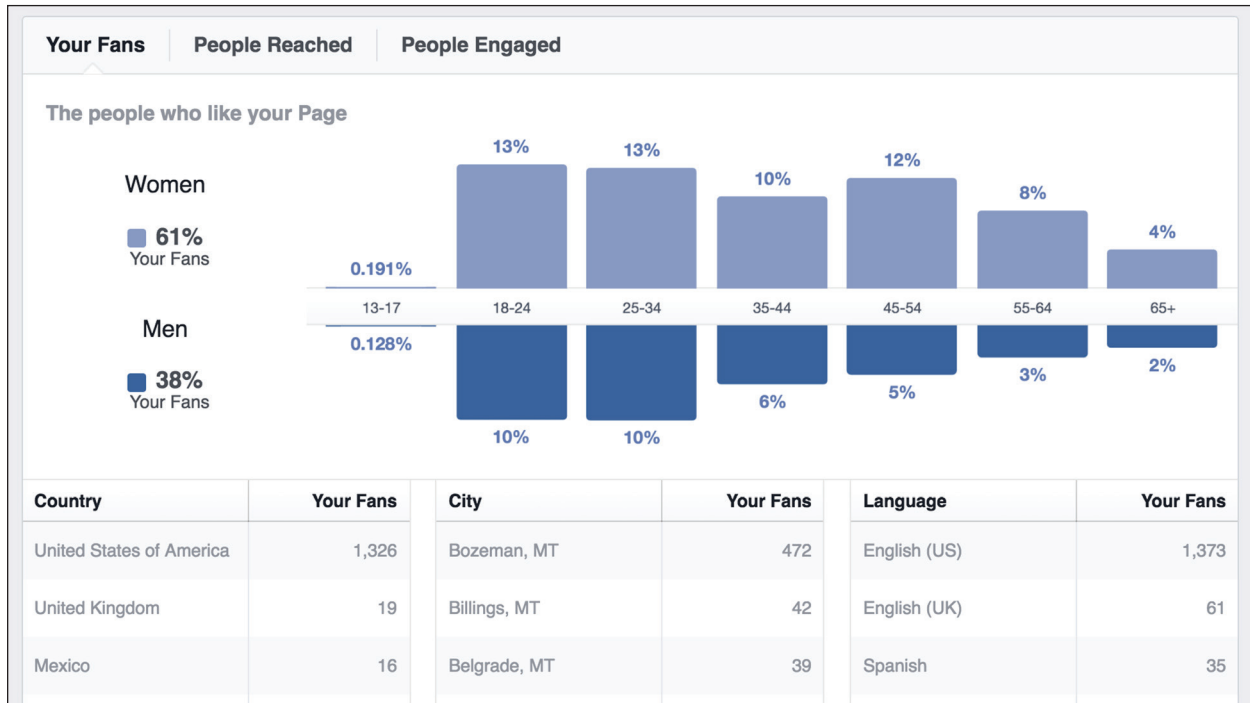 Your Fans People Reached People Engaged
The people who like your Page
Women
61%
Your Fans
Men
38%
Your Fans
0.191% 13% 13% 10% 12% 8% 4%
13-17 18-24 25-34 35-44 45-54 55-64 65+
0.128% 10% 10% 6% 5% 3% 2%
Country Your Fans City Your Fans Language Your Fans
United States of America 1,326 Bozeman, MT 472 English (US) 1,373
United Kingdom 19 Billings, MT 42 English (UK) 61
Mexico 16 Belgrade, MT 39 Spanish 35